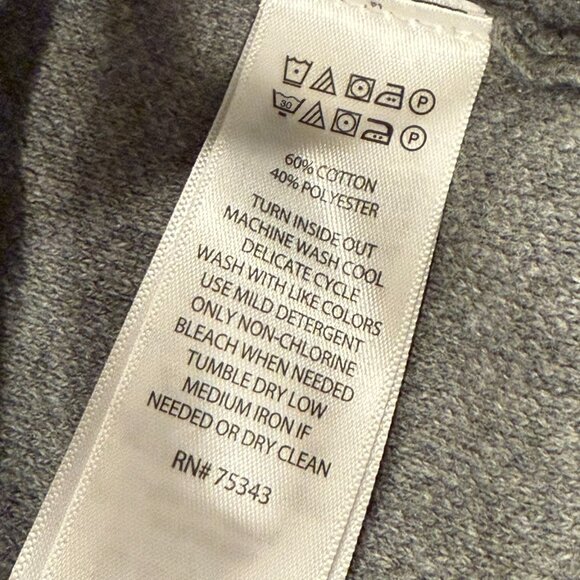 P
30 P
60% COTTON
40% POLYESTER
TURN INSIDE OUT
MACHINE WASH COOL
DELICATE CYCLE
WASH WITH LIKE COLORS
USE MILD DETERGENT
ONLY NON-CHLORINE
BLEACH WHEN NEEDED
TUMBLE DRY LOW
MEDIUM IRON IF
NEEDED OR DRY CLEAN
RN# 75343